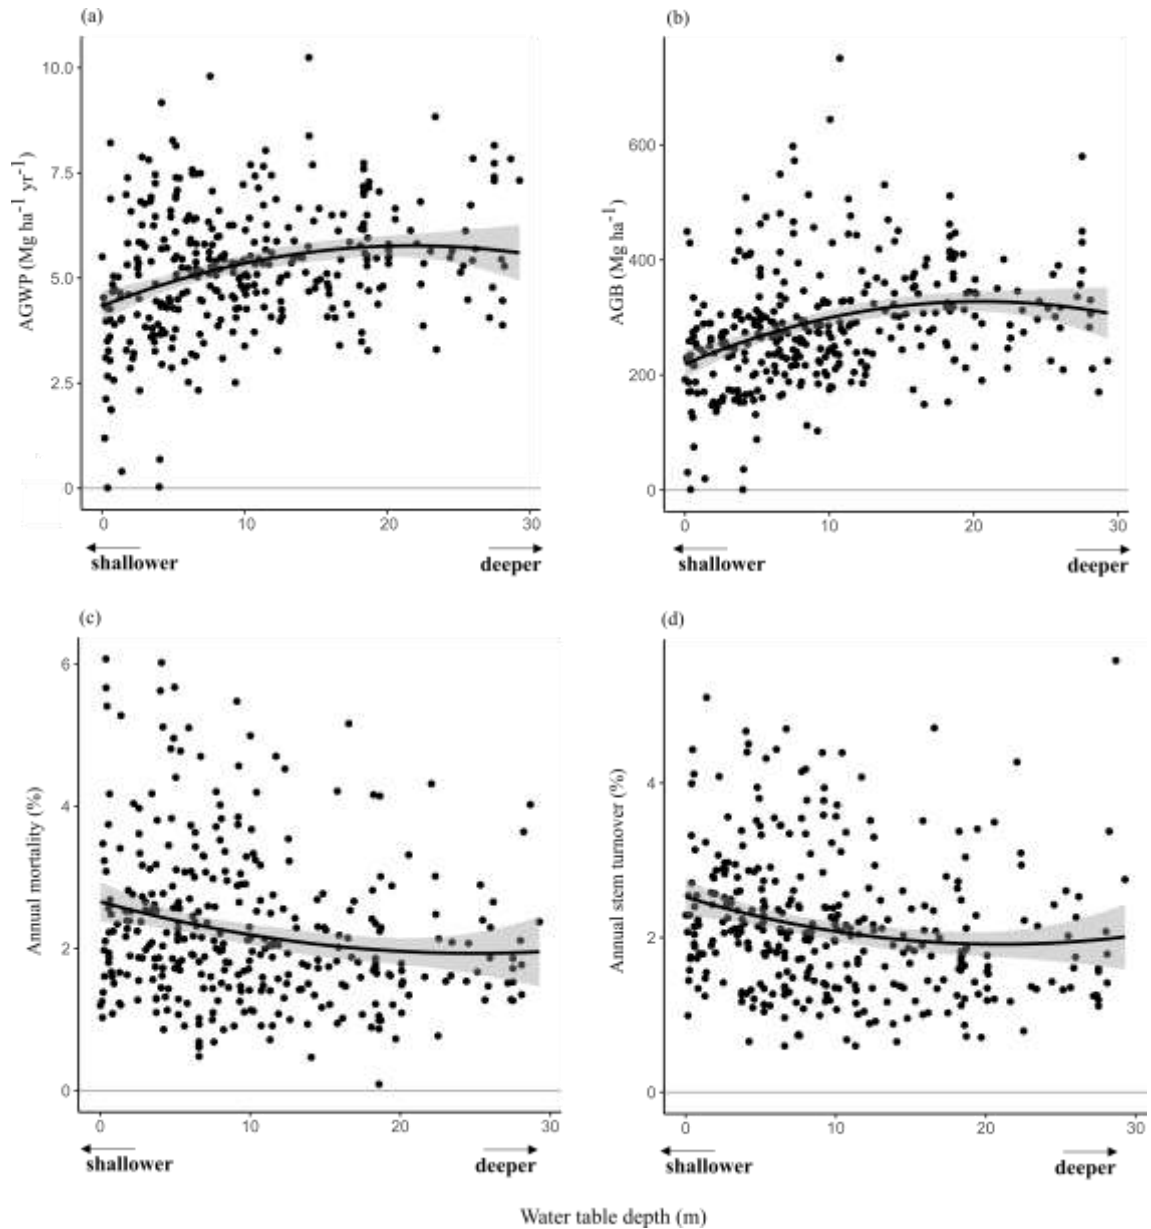 (a)
AGWP (Mg ha⁻¹ yr⁻¹)
10.0
7.5
5.0
2.5
0
0 10 20 30
shallower deeper
(b)
AGB (Mg ha⁻¹)
600
400
200
0
0 10 20 30
shallower deeper
(c)
Annual mortality (%)
6
4
2
0
0 10 20 30
shallower deeper
(d)
Annual stem turnover (%)
4
2
0
0 10 20 30
shallower deeper
Water table depth (m)